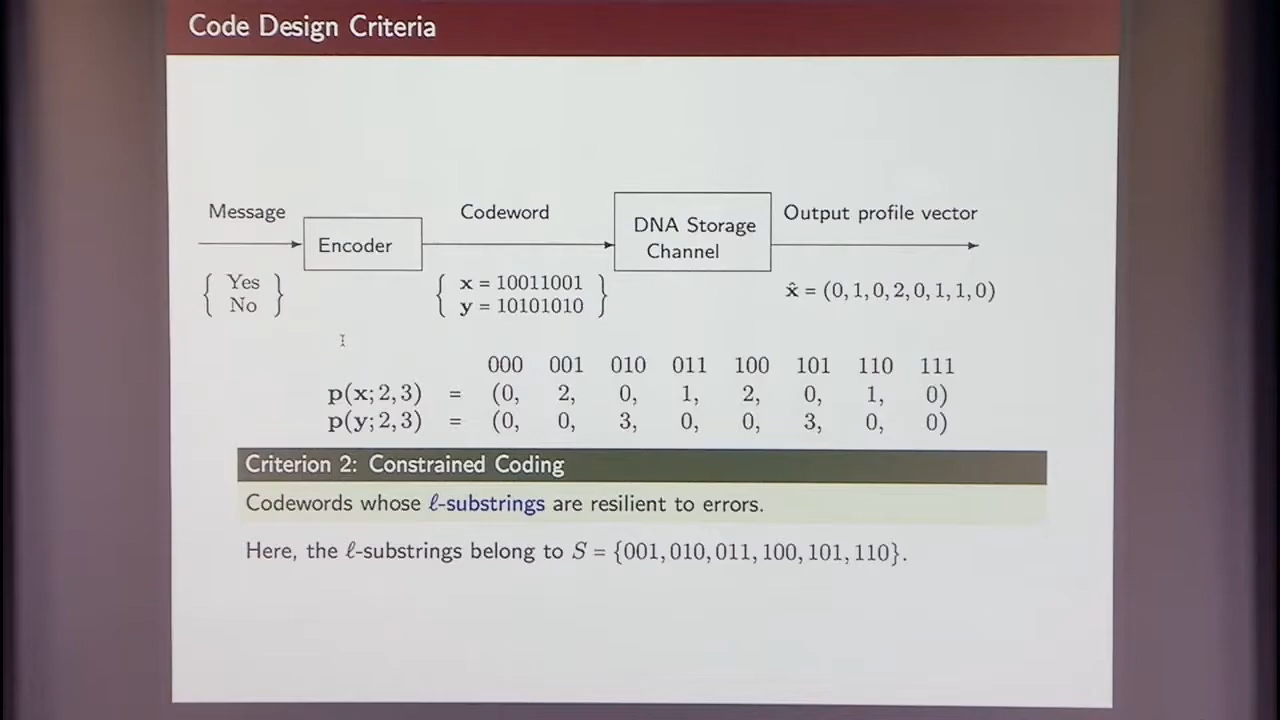 Code Design Criteria
Message
Encoder
Codeword
DNA Storage
Channel
Output profile vector
{ Yes
No }
{ x = 10011001
y = 10101010 }
x̂ = (0, 1, 0, 2, 0, 1, 1, 0)
000 001 010 011 100 101 110 111
p(x; 2, 3) = (0, 2, 0, 1, 2, 0, 1, 0)
p(y; 2, 3) = (0, 0, 3, 0, 0, 3, 0, 0)
Criterion 2: Constrained Coding
Codewords whose ℓ-substrings are resilient to errors.
Here, the ℓ-substrings belong to S = {001, 010, 011, 100, 101, 110}.